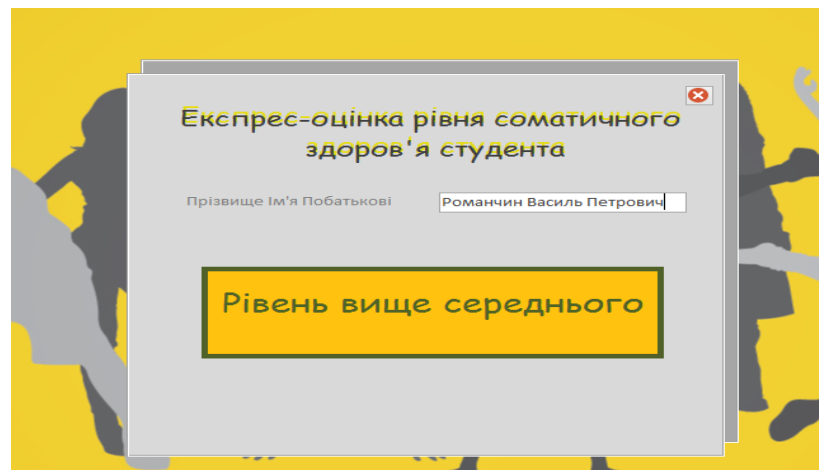 Експрес-оцінка рівня соматичного
здоров'я студента
Прізвище Ім'я Побатькові Романчин Василь Петрович
Рівень вище середнього